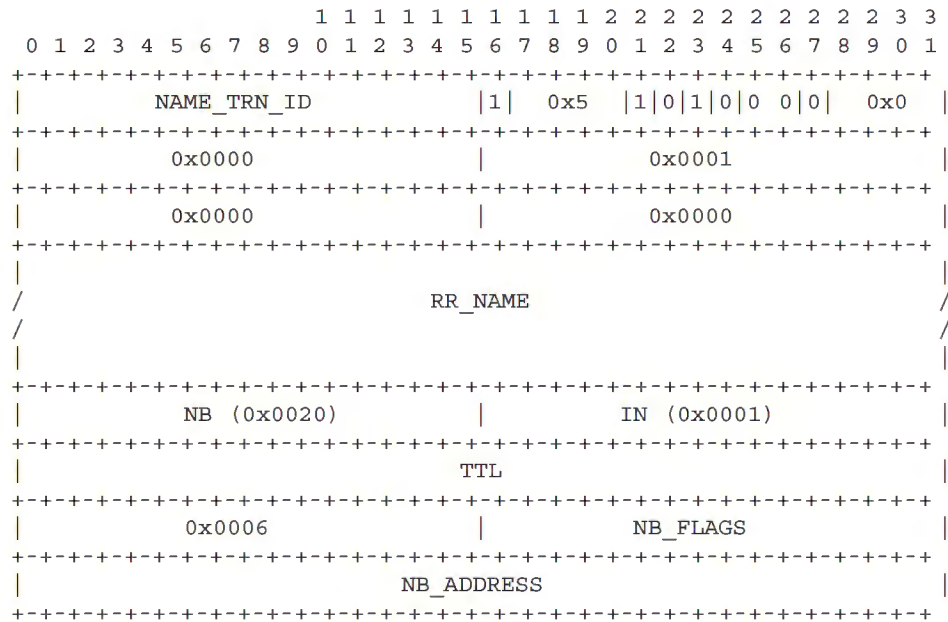 1 1 1 1 1 1 1 1 1 1 2 2 2 2 2 2 2 2 2 2 3 3
  0 1 2 3 4 5 6 7 8 9 0 1 2 3 4 5 6 7 8 9 0 1 2 3 4 5 6 7 8 9 0 1
+-+-+-+-+-+-+-+-+-+-+-+-+-+-+-+-+-+-+-+-+-+-+-+-+-+-+-+-+-+-+-+-+
|          NAME_TRN_ID            |1|  0x5  |1|0|1|0|0 0|0|  0x0  |
+-+-+-+-+-+-+-+-+-+-+-+-+-+-+-+-+-+-+-+-+-+-+-+-+-+-+-+-+-+-+-+-+
|           0x0000                |            0x0001             |
+-+-+-+-+-+-+-+-+-+-+-+-+-+-+-+-+-+-+-+-+-+-+-+-+-+-+-+-+-+-+-+-+
|           0x0000                |            0x0000             |
+-+-+-+-+-+-+-+-+-+-+-+-+-+-+-+-+-+-+-+-+-+-+-+-+-+-+-+-+-+-+-+-+
|                                                                 |
/                             RR_NAME                             /
/                                                                 /
|                                                                 |
+-+-+-+-+-+-+-+-+-+-+-+-+-+-+-+-+-+-+-+-+-+-+-+-+-+-+-+-+-+-+-+-+
|            NB (0x0020)          |          IN (0x0001)          |
+-+-+-+-+-+-+-+-+-+-+-+-+-+-+-+-+-+-+-+-+-+-+-+-+-+-+-+-+-+-+-+-+
|                               TTL                               |
+-+-+-+-+-+-+-+-+-+-+-+-+-+-+-+-+-+-+-+-+-+-+-+-+-+-+-+-+-+-+-+-+
|            0x0006               |           NB_FLAGS            |
+-+-+-+-+-+-+-+-+-+-+-+-+-+-+-+-+-+-+-+-+-+-+-+-+-+-+-+-+-+-+-+-+
|                           NB_ADDRESS                            |
+-+-+-+-+-+-+-+-+-+-+-+-+-+-+-+-+-+-+-+-+-+-+-+-+-+-+-+-+-+-+-+-+